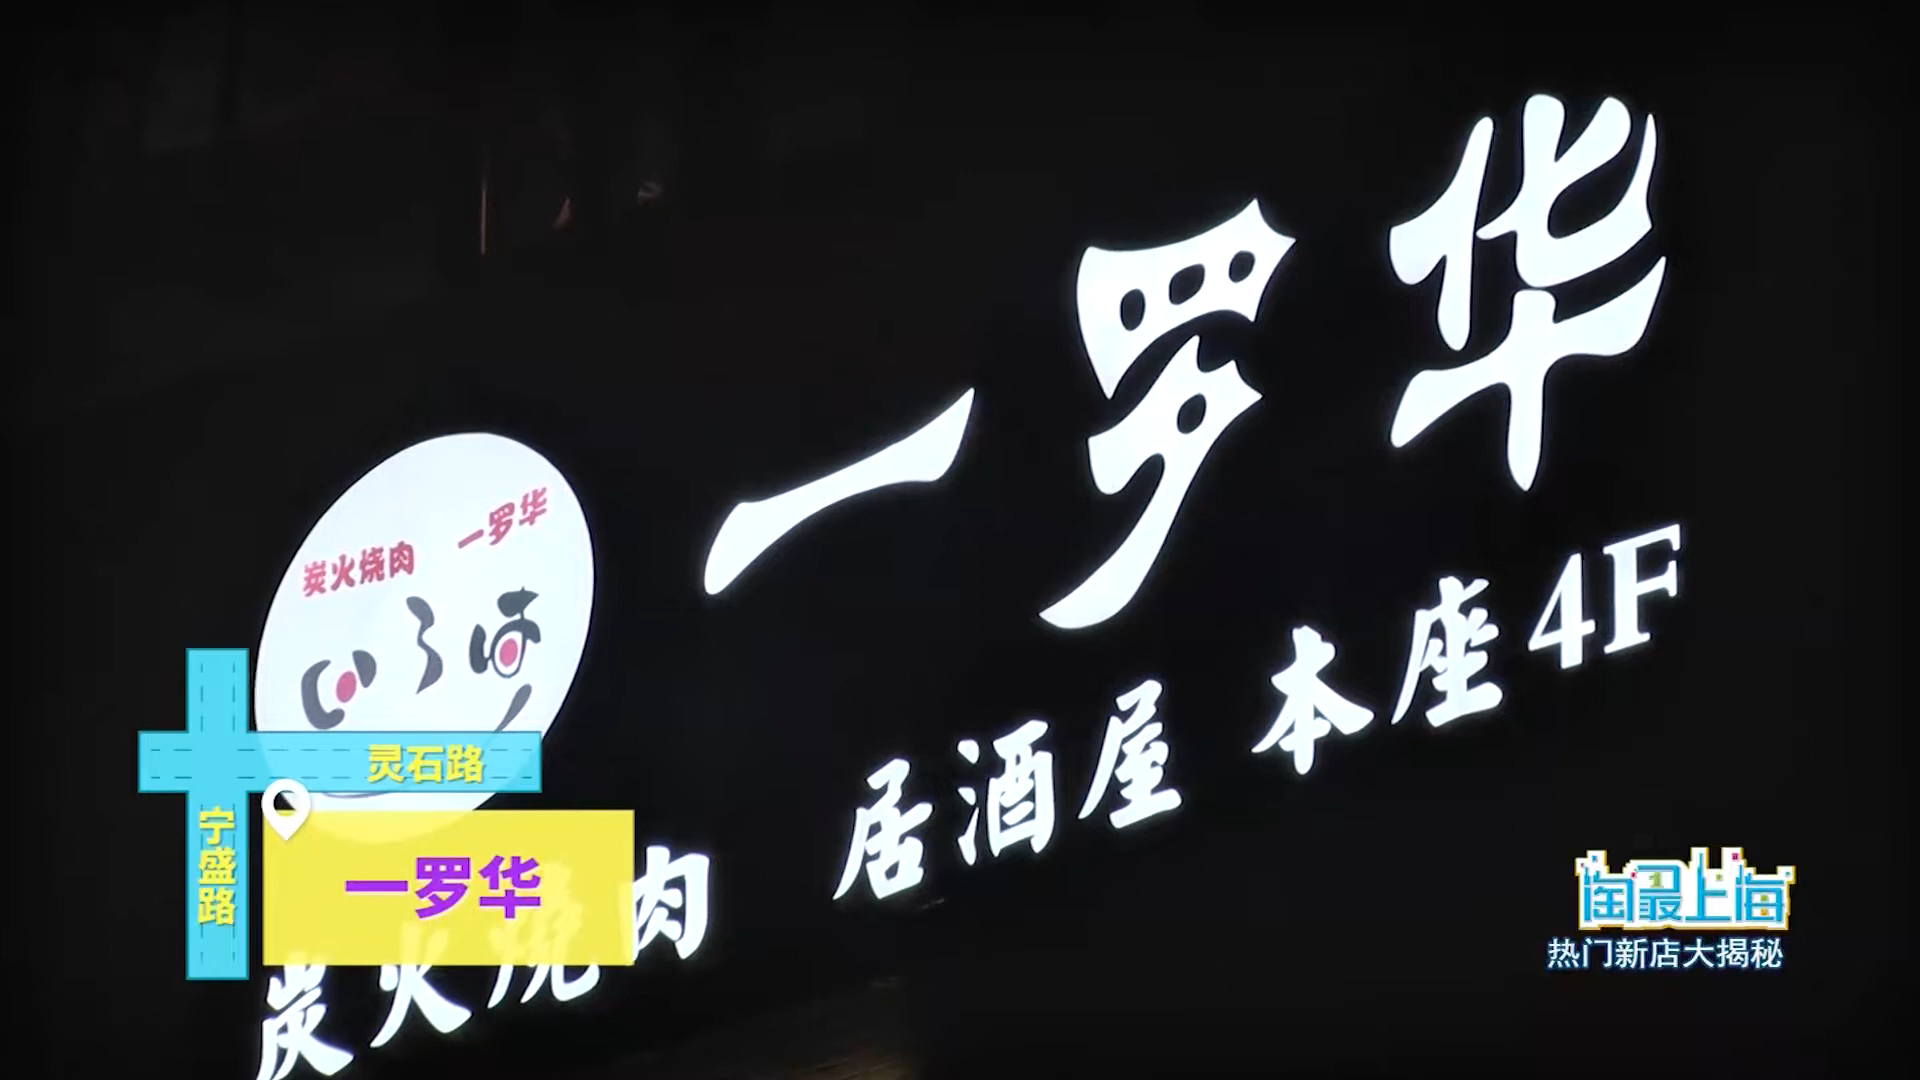 一罗华
炭火烧肉 一罗华
いろは
炭火燒肉 居酒屋 本座4F
灵石路
宁盛路
一罗华
淘最上海
热门新店大揭秘